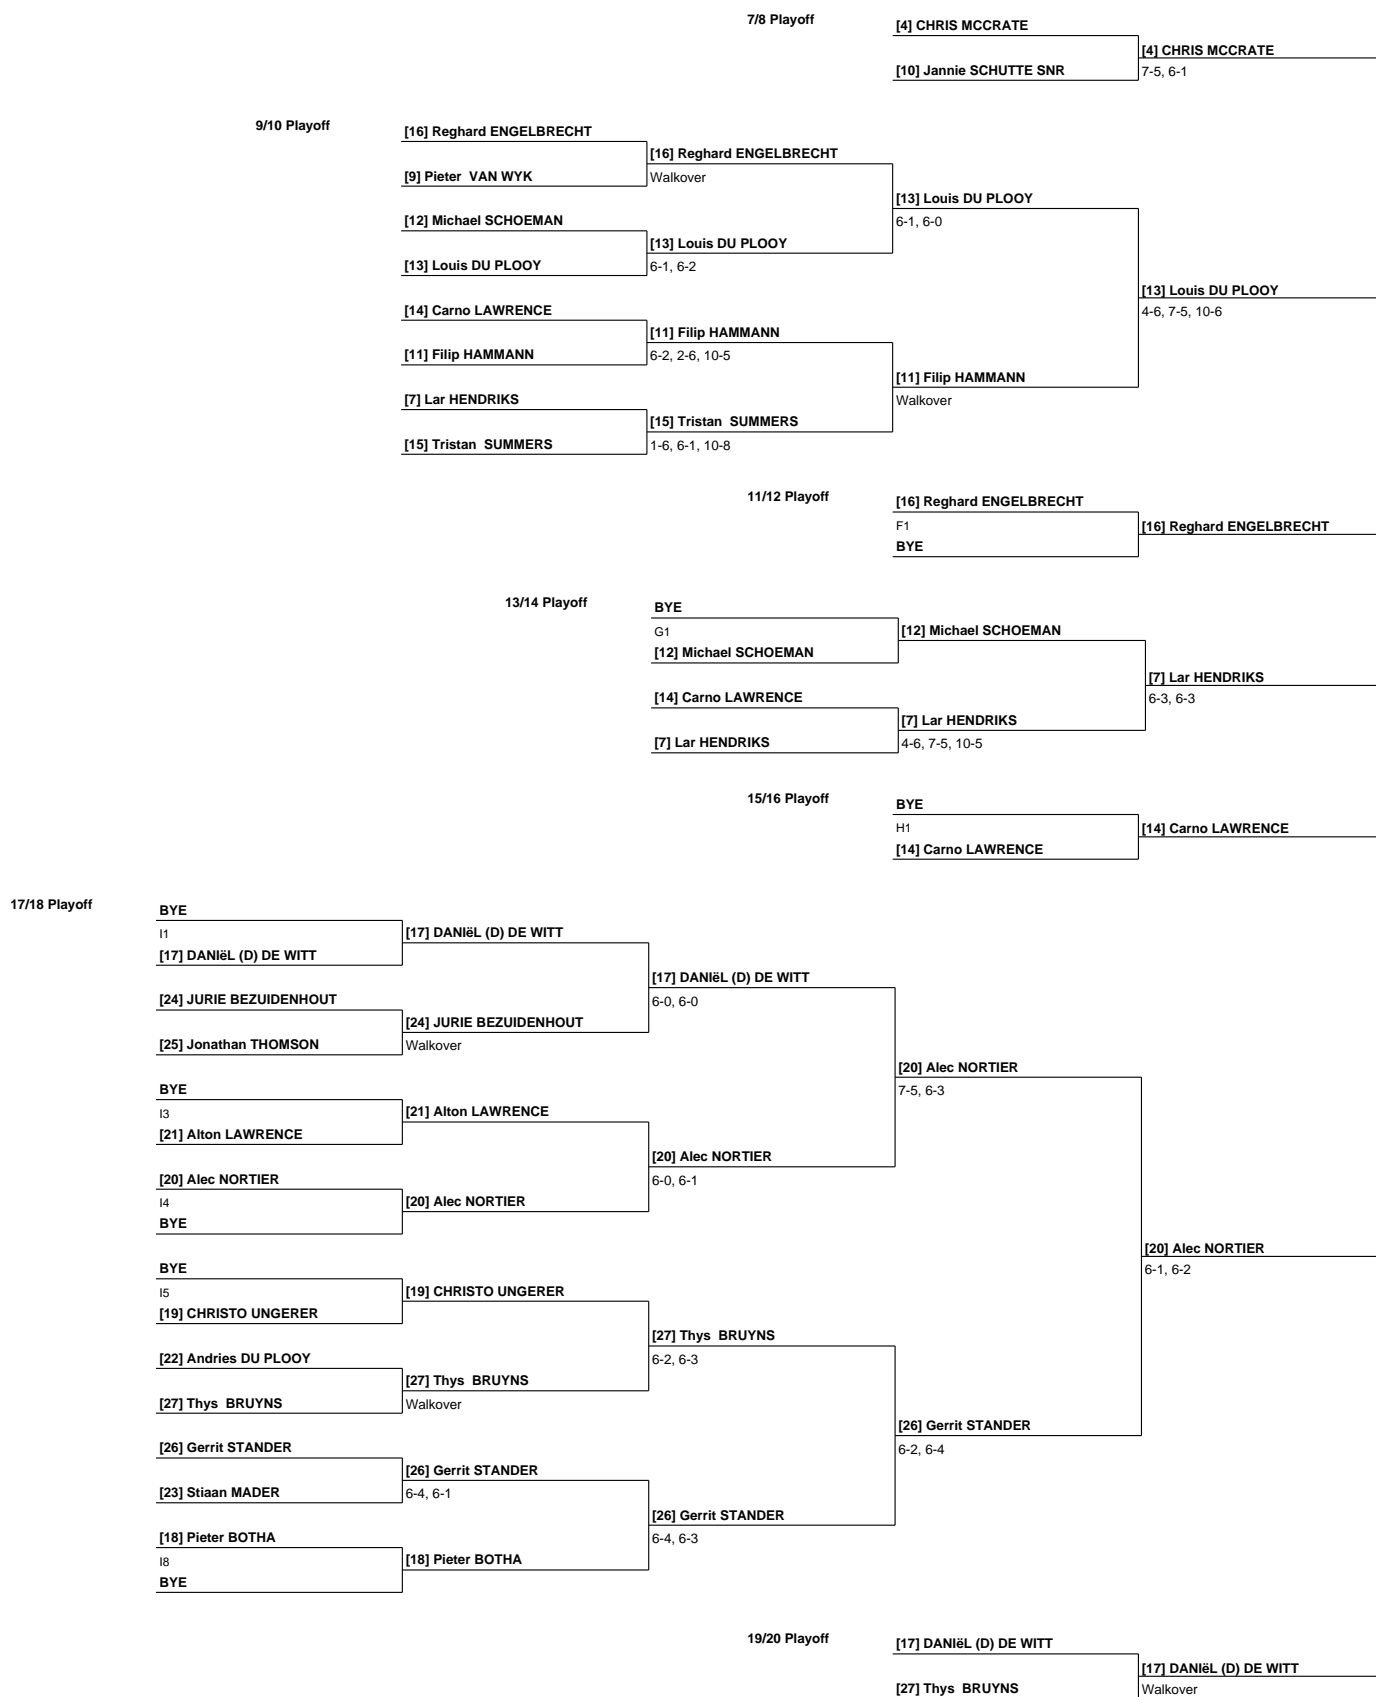 7/8 Playoff
[4] CHRIS MCCRATE
[4] CHRIS MCCRATE
[10] Jannie SCHUTTE SNR
7-5, 6-1
9/10 Playoff
[16] Reghard ENGELBRECHT
[16] Reghard ENGELBRECHT
[9] Pieter VAN WYK
Walkover
[13] Louis DU PLOOY
[12] Michael SCHOEMAN
6-1, 6-0
[13] Louis DU PLOOY
[13] Louis DU PLOOY
6-1, 6-2
[13] Louis DU PLOOY
[14] Carno LAWRENCE
4-6, 7-5, 10-6
[11] Filip HAMMANN
[11] Filip HAMMANN
6-2, 2-6, 10-5
[11] Filip HAMMANN
[7] Lar HENDRIKS
Walkover
[15] Tristan SUMMERS
[15] Tristan SUMMERS
1-6, 6-1, 10-8
11/12 Playoff
[16] Reghard ENGELBRECHT
F1
[16] Reghard ENGELBRECHT
BYE
13/14 Playoff
BYE
G1
[12] Michael SCHOEMAN
[12] Michael SCHOEMAN
[7] Lar HENDRIKS
[14] Carno LAWRENCE
6-3, 6-3
[7] Lar HENDRIKS
[7] Lar HENDRIKS
4-6, 7-5, 10-5
15/16 Playoff
BYE
H1
[14] Carno LAWRENCE
[14] Carno LAWRENCE
17/18 Playoff
BYE
I1
[17] DANIëL (D) DE WITT
[17] DANIëL (D) DE WITT
[17] DANIëL (D) DE WITT
[24] JURIE BEZUIDENHOUT
6-0, 6-0
[24] JURIE BEZUIDENHOUT
[25] Jonathan THOMSON
Walkover
[20] Alec NORTIER
BYE
7-5, 6-3
I3
[21] Alton LAWRENCE
[21] Alton LAWRENCE
[20] Alec NORTIER
[20] Alec NORTIER
6-0, 6-1
I4
[20] Alec NORTIER
BYE
[20] Alec NORTIER
BYE
6-1, 6-2
I5
[19] CHRISTO UNGERER
[19] CHRISTO UNGERER
[27] Thys BRUYNS
[22] Andries DU PLOOY
6-2, 6-3
[27] Thys BRUYNS
[27] Thys BRUYNS
Walkover
[26] Gerrit STANDER
[26] Gerrit STANDER
6-2, 6-4
[26] Gerrit STANDER
[23] Stiaan MADER
6-4, 6-1
[26] Gerrit STANDER
[18] Pieter BOTHA
6-4, 6-3
I8
[18] Pieter BOTHA
BYE
19/20 Playoff
[17] DANIëL (D) DE WITT
[17] DANIëL (D) DE WITT
[27] Thys BRUYNS
Walkover